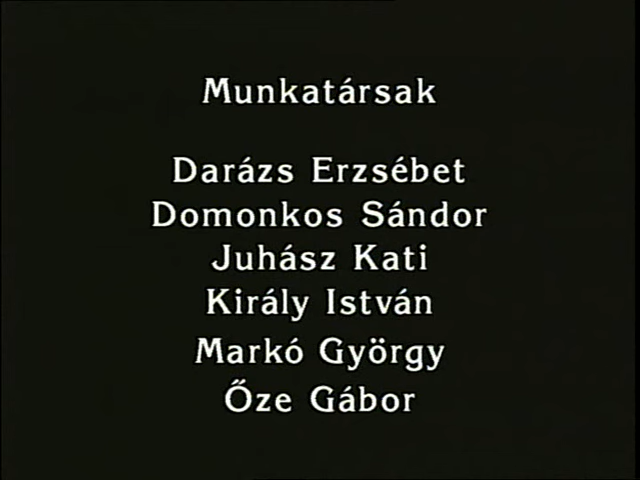 Munkatársak
Darázs Erzsébet
Domonkos Sándor
Juhász Kati
Király István
Markó György
Őze Gábor